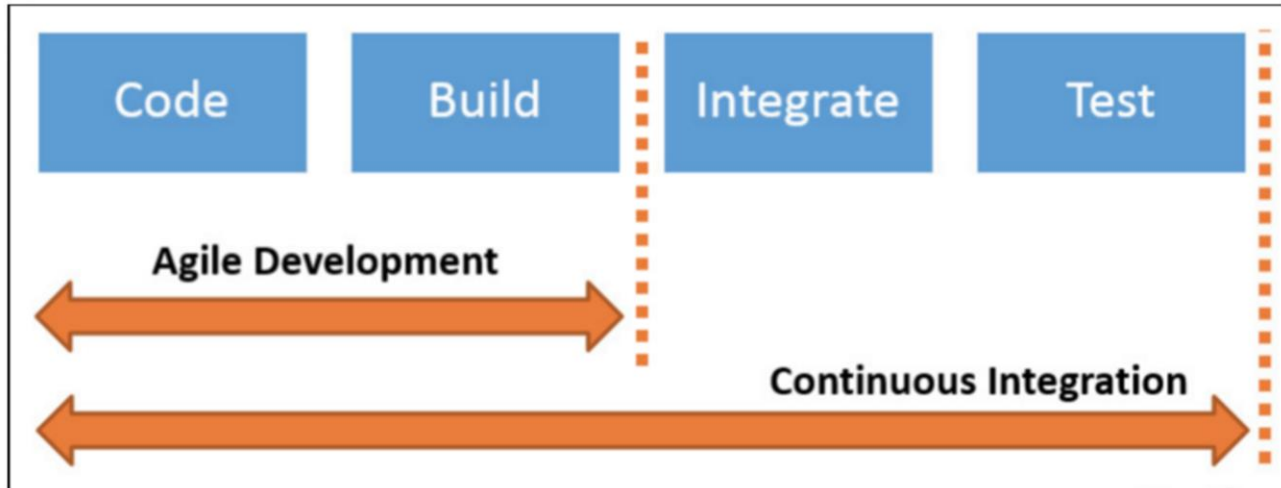 Code
Build
Integrate
Test
Agile Development
Continuous Integration